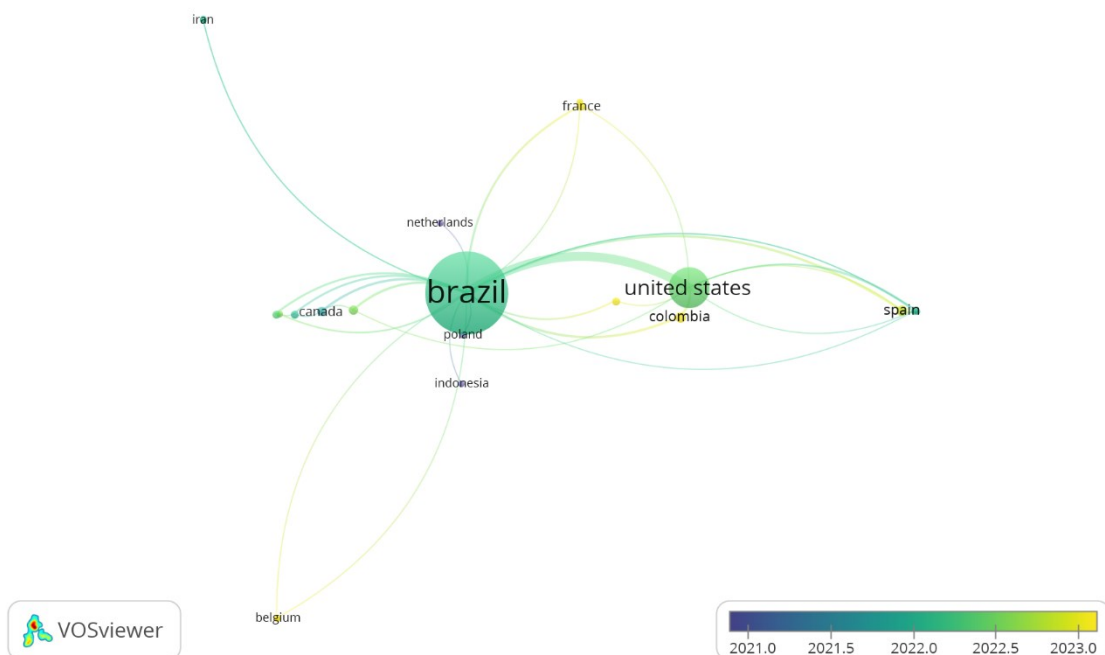 iran
france
netherlands
brazil
united states
canada
colombia
spain
poland
indonesia
belgium
VOSviewer
2021.0 2021.5 2022.0 2022.5 2023.0